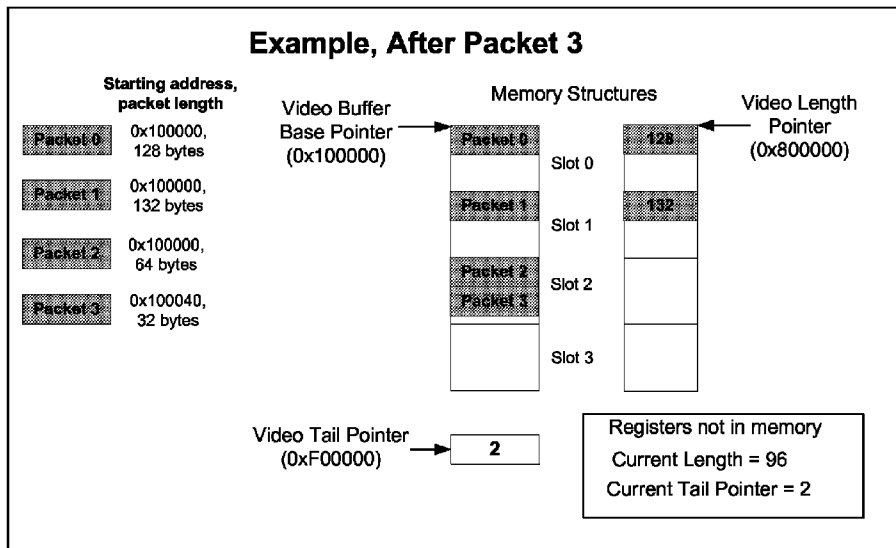 Example, After Packet 3
Starting address,
packet length
Packet 0
0x100000,
128 bytes
Packet 1
0x100000,
132 bytes
Packet 2
0x100000,
64 bytes
Packet 3
0x100040,
32 bytes
Video Buffer
Base Pointer
(0x100000)
Memory Structures
Packet 0
Slot 0
Packet 1
Slot 1
Packet 2
Packet 3
Slot 2
Slot 3
128
132
Video Length
Pointer
(0x800000)
Video Tail Pointer
(0xF00000)
2
Registers not in memory
Current Length = 96
Current Tail Pointer = 2